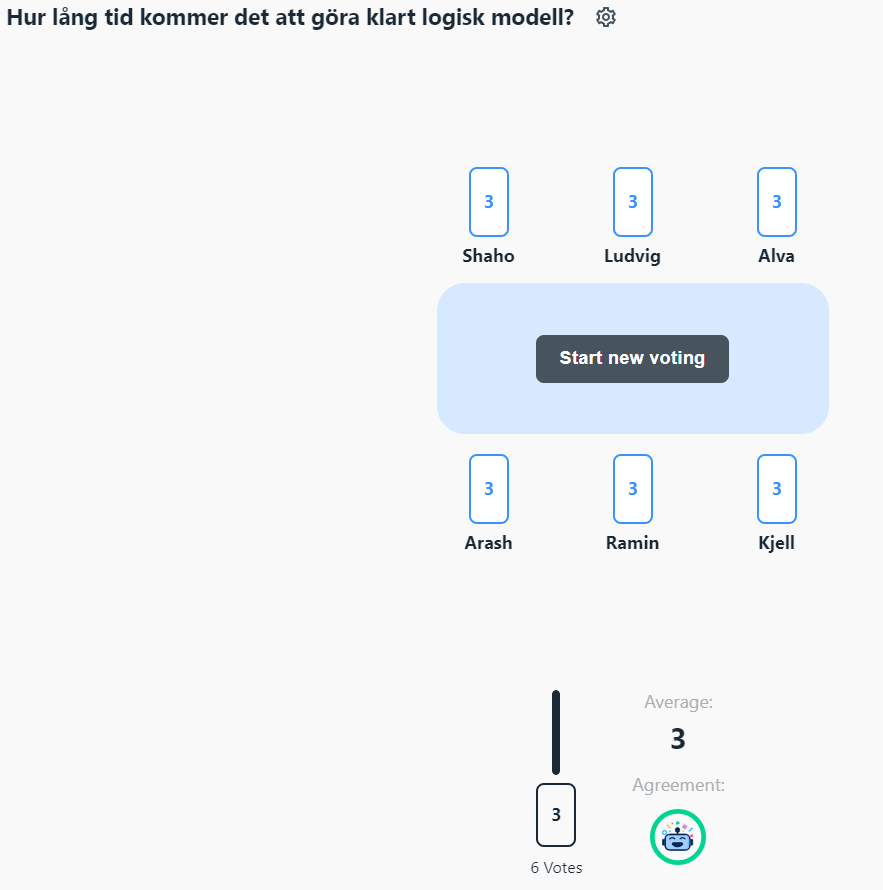 Hur lång tid kommer det att göra klart logisk modell?
3 3 3
Shaho Ludvig Alva
Start new voting
3 3 3
Arash Ramin Kjell
Average:
3
Agreement:
3
6 Votes